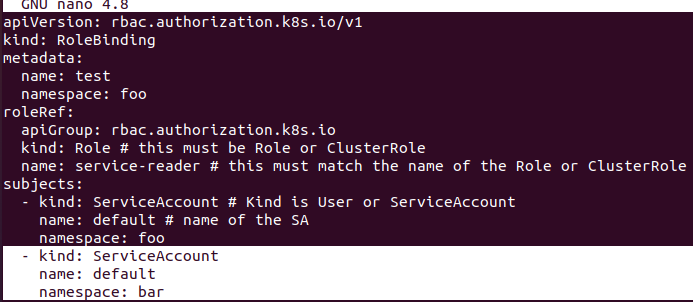 GNU nano 4.8
apiVersion: rbac.authorization.k8s.io/v1
kind: RoleBinding
metadata:
  name: test
  namespace: foo
roleRef:
  apiGroup: rbac.authorization.k8s.io
  kind: Role # this must be Role or ClusterRole
  name: service-reader # this must match the name of the Role or ClusterRole
subjects:
  - kind: ServiceAccount # Kind is User or ServiceAccount
    name: default # name of the SA
    namespace: foo
  - kind: ServiceAccount
    name: default
    namespace: bar